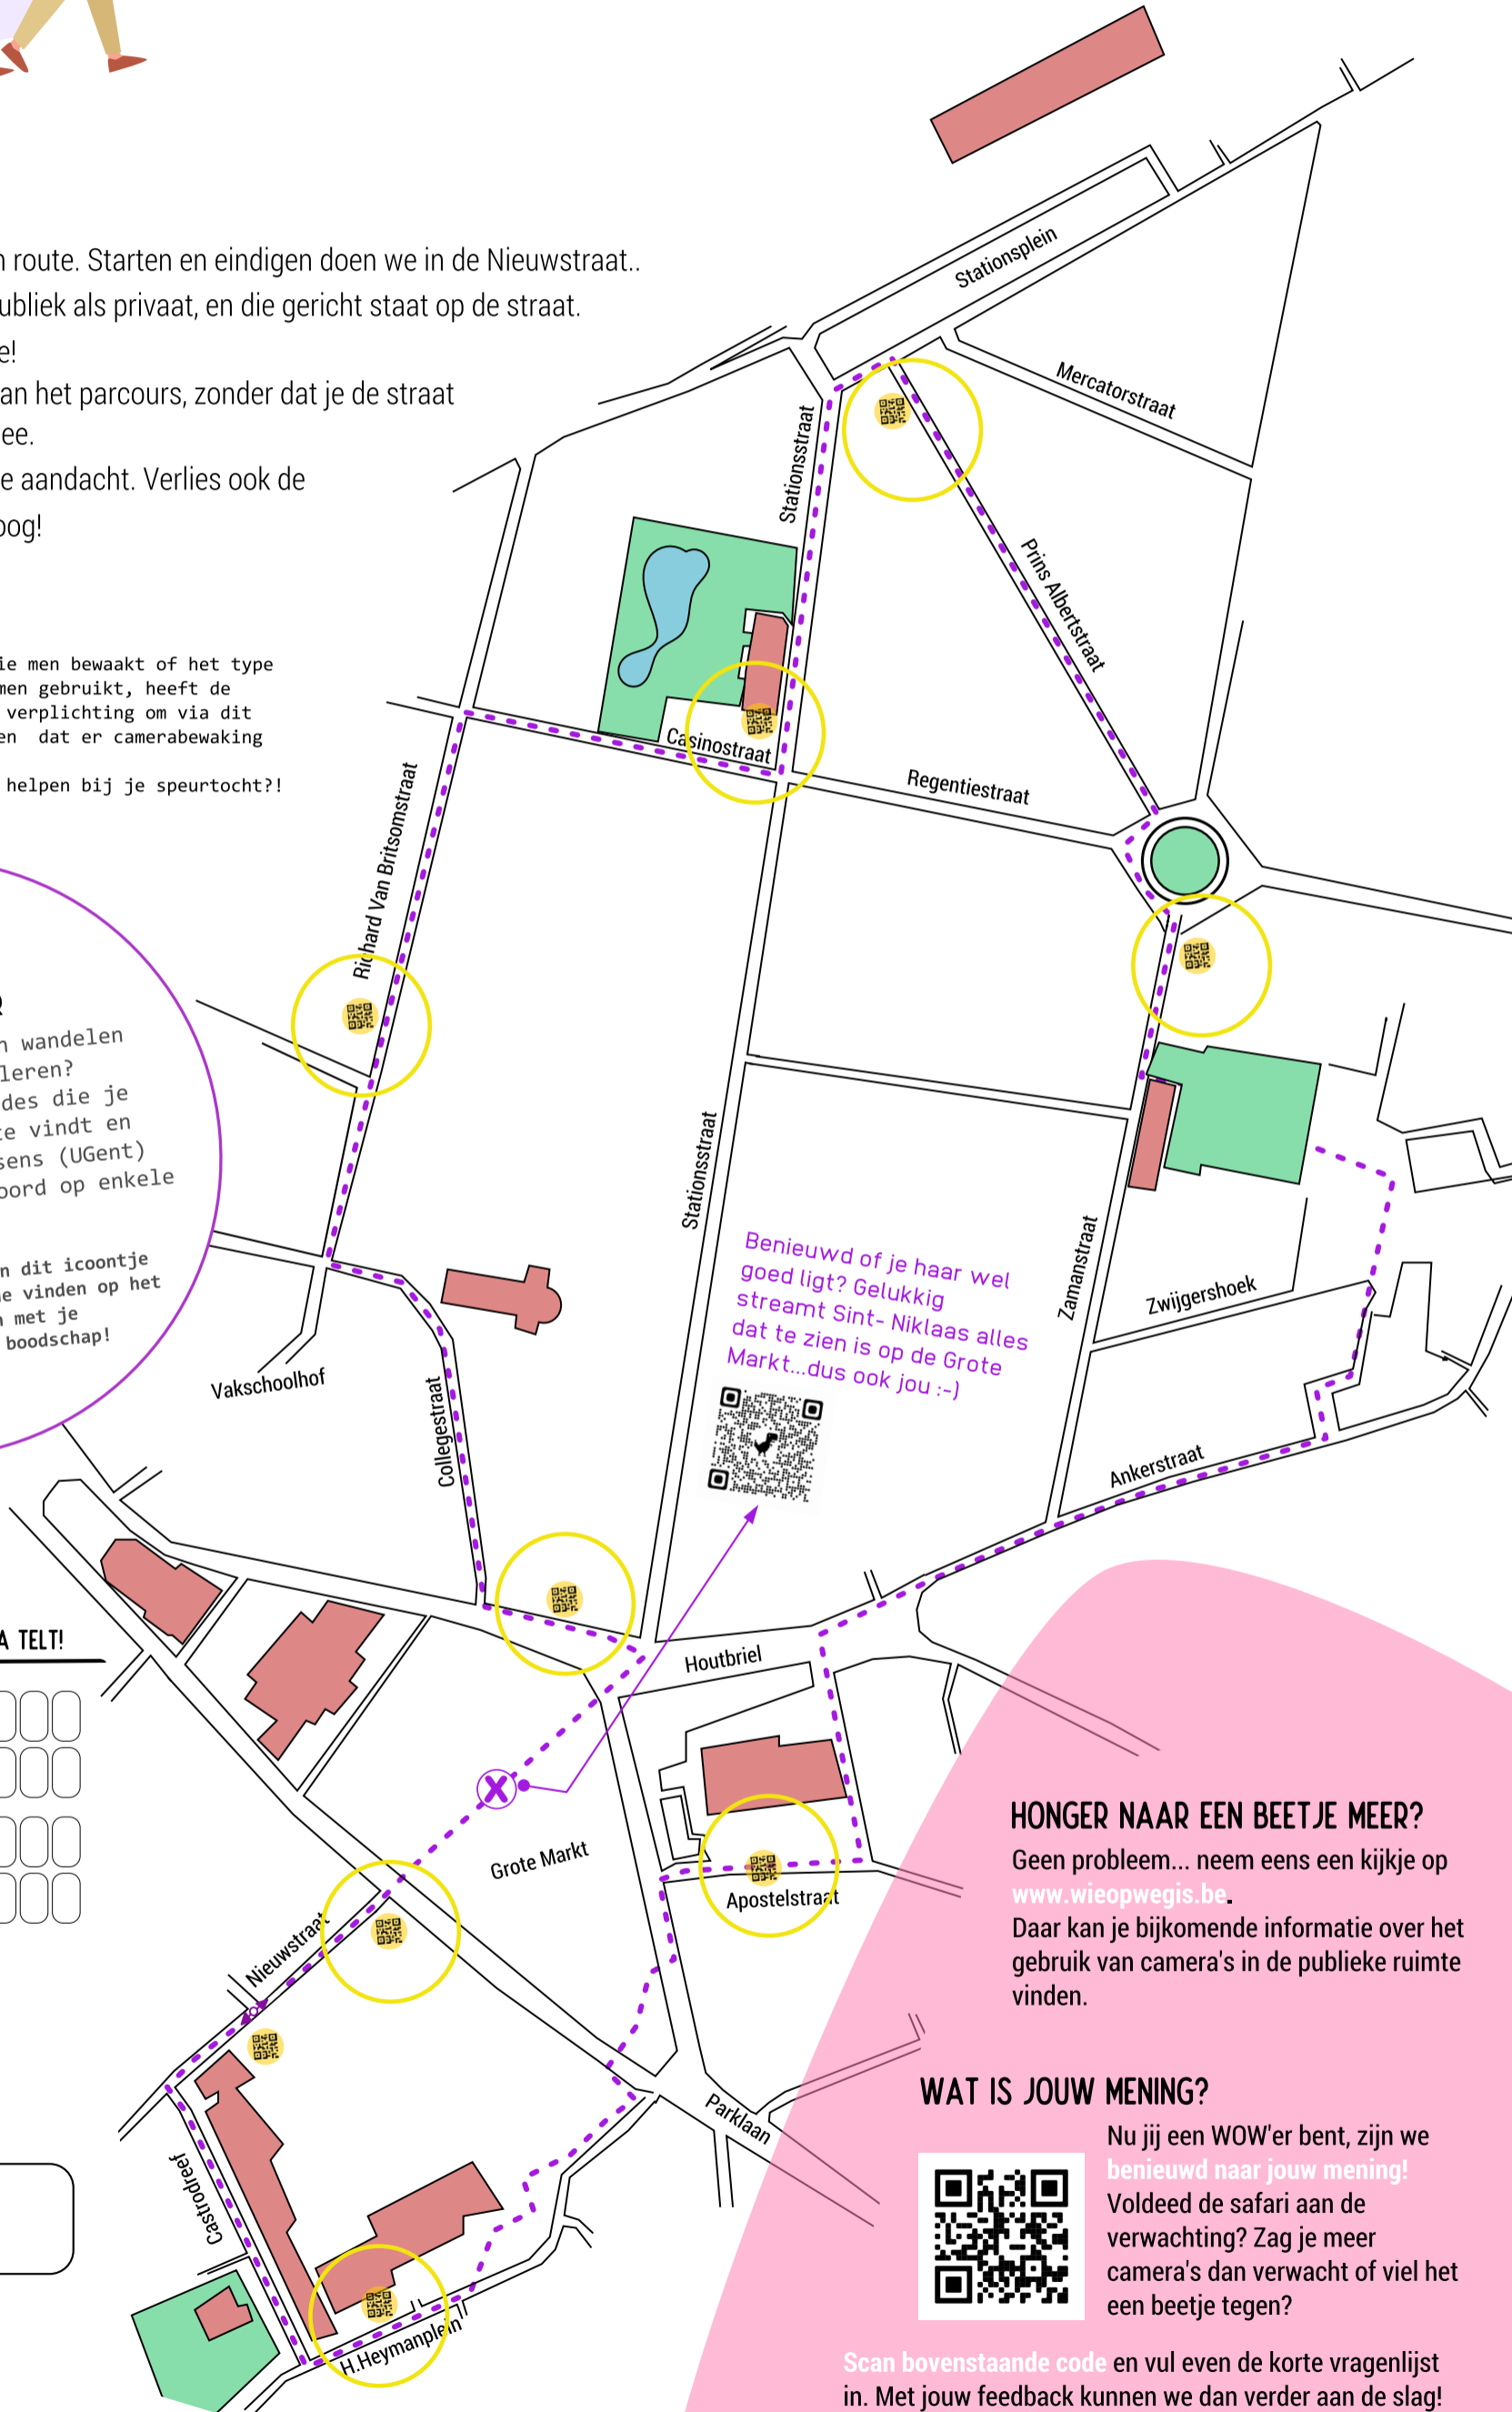 n route. Starten en eindigen doen we in de Nieuwstraat..
ubliek als privaat, en die gericht staat op de straat.
e!
an het parcours, zonder dat je de straat
ee.
e aandacht. Verlies ook de
oog!
ie men bewaakt of het type
men gebruikt, heeft de
verplichting om via dit
en dat er camerabewaking
helpen bij je speurtocht?!
n wandelen
leren?
des die je
te vindt en
sens (UGent)
oord op enkele
n dit icoontje
e vinden op het
n met je
boodschap!
A TELT!
Stationsplein
Mercatorstraat
Stationsstraat
Prins Albertstraat
Casinostraat
Regentiestraat
Richard Van Britsomstraat
Stationsstraat
Zamanstraat
Zwijgershoek
Vakschoolhof
Collegestraat
Ankerstraat
Benieuwd of je haar wel
goed ligt? Gelukkig
streamt Sint- Niklaas alles
dat te zien is op de Grote
Markt...dus ook jou :-)
Houtbriel
X
Grote Markt
Apostelstraat
Nieuwstraat
Parklaan
Castrodreef
H.Heymanplein
HONGER NAAR EEN BEETJE MEER?
Geen probleem... neem eens een kijkje op
www.wieopwegis.be.
Daar kan je bijkomende informatie over het
gebruik van camera's in de publieke ruimte
vinden.
WAT IS JOUW MENING?
Nu jij een WOW'er bent, zijn we
benieuwd naar jouw mening!
Voldeed de safari aan de
verwachting? Zag je meer
camera's dan verwacht of viel het
een beetje tegen?
Scan bovenstaande code en vul even de korte vragenlijst
in. Met jouw feedback kunnen we dan verder aan de slag!